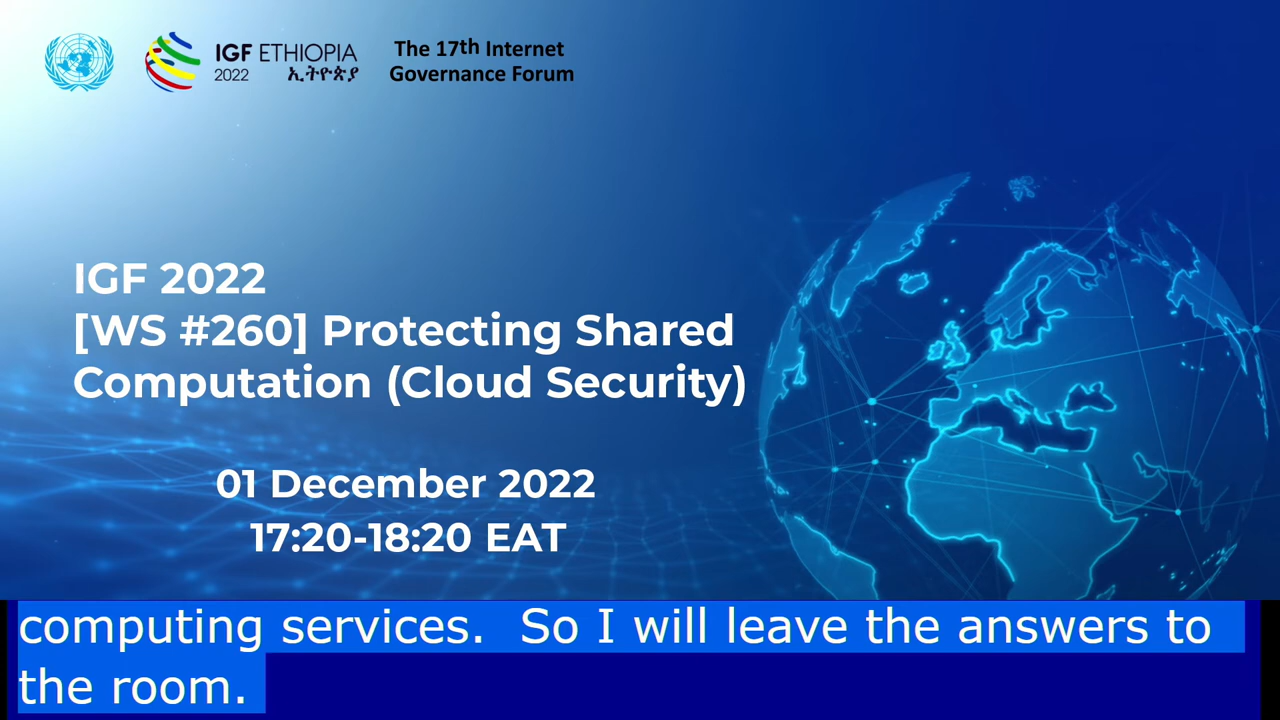 IGF ETHIOPIA
2022 ኢትዮጵያ
The 17th Internet
Governance Forum
IGF 2022
[WS #260] Protecting Shared
Computation (Cloud Security)
01 December 2022
17:20-18:20 EAT
computing services.  So I will leave the answers to
the room.